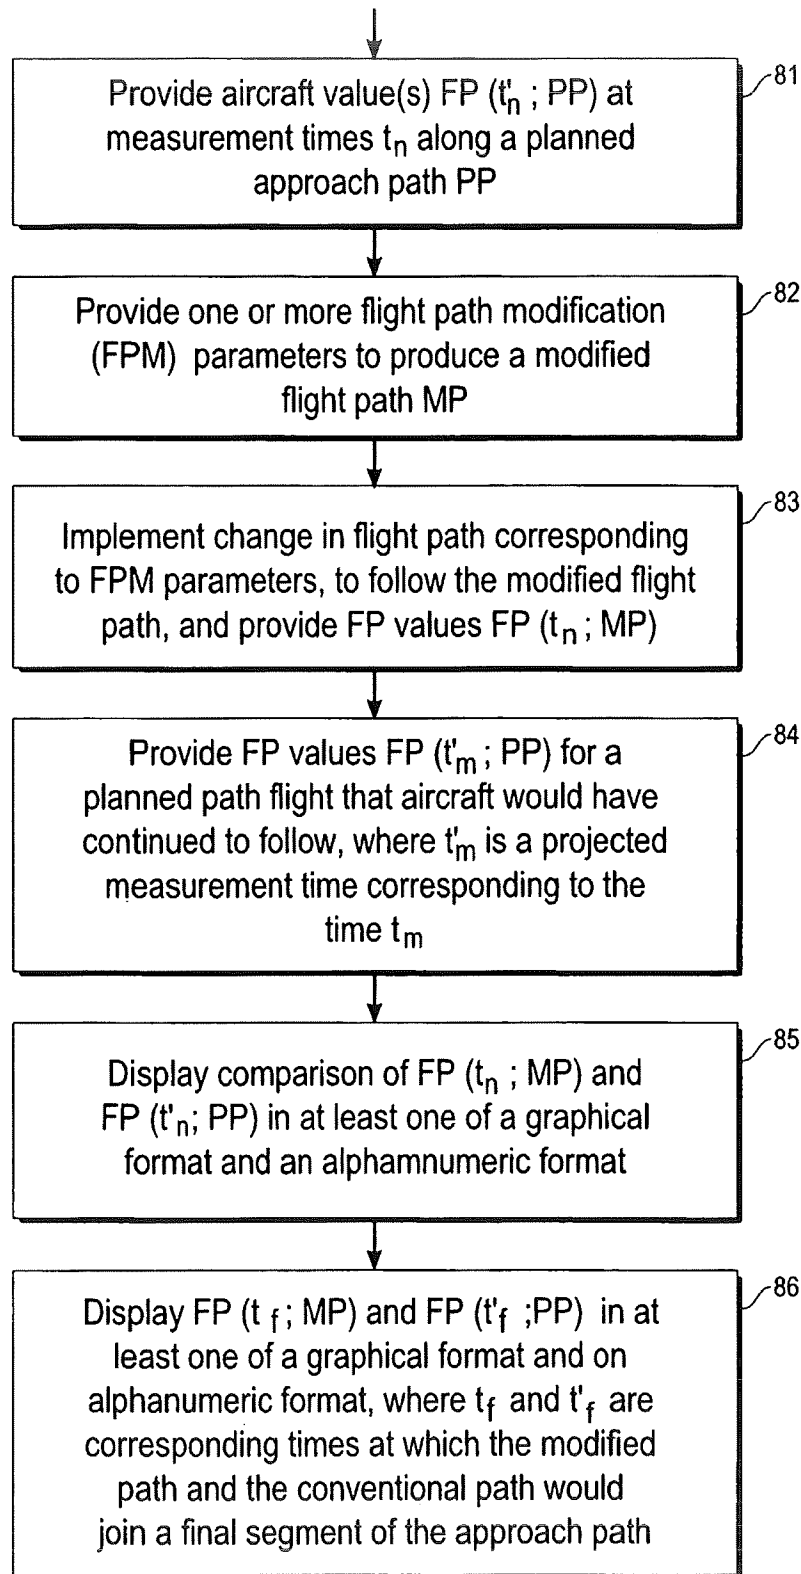 Provide aircraft value(s) FP (t'n ; PP) at
measurement times tn along a planned
approach path PP
81
Provide one or more flight path modification
(FPM) parameters to produce a modified
flight path MP
82
Implement change in flight path corresponding
to FPM parameters, to follow the modified flight
path, and provide FP values FP (tn ; MP)
83
Provide FP values FP (t'm ; PP) for a
planned path flight that aircraft would have
continued to follow, where t'm is a projected
measurement time corresponding to the
time tm
84
Display comparison of FP (tn ; MP) and
FP (t'n; PP) in at least one of a graphical
format and an alphamnumeric format
85
Display FP (t f ; MP) and FP (t'f ;PP) in at
least one of a graphical format and on
alphanumeric format, where tf and t'f are
corresponding times at which the modified
path and the conventional path would
join a final segment of the approach path
86